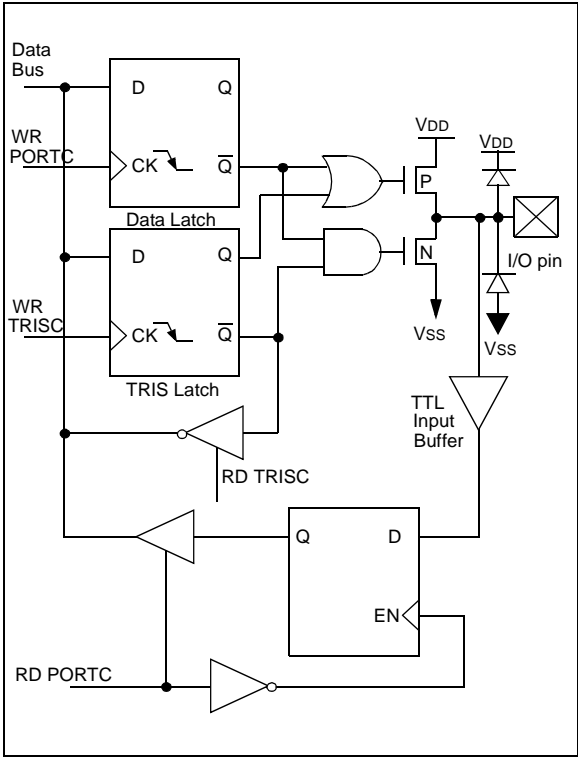 Data
Bus
D Q
WR
PORTC
CK Q
VDD
VDD
P
Data Latch
D Q
N
I/O pin
WR
TRISC
CK Q
VSS
VSS
TRIS Latch
TTL
Input
Buffer
RD TRISC
Q D
EN
RD PORTC